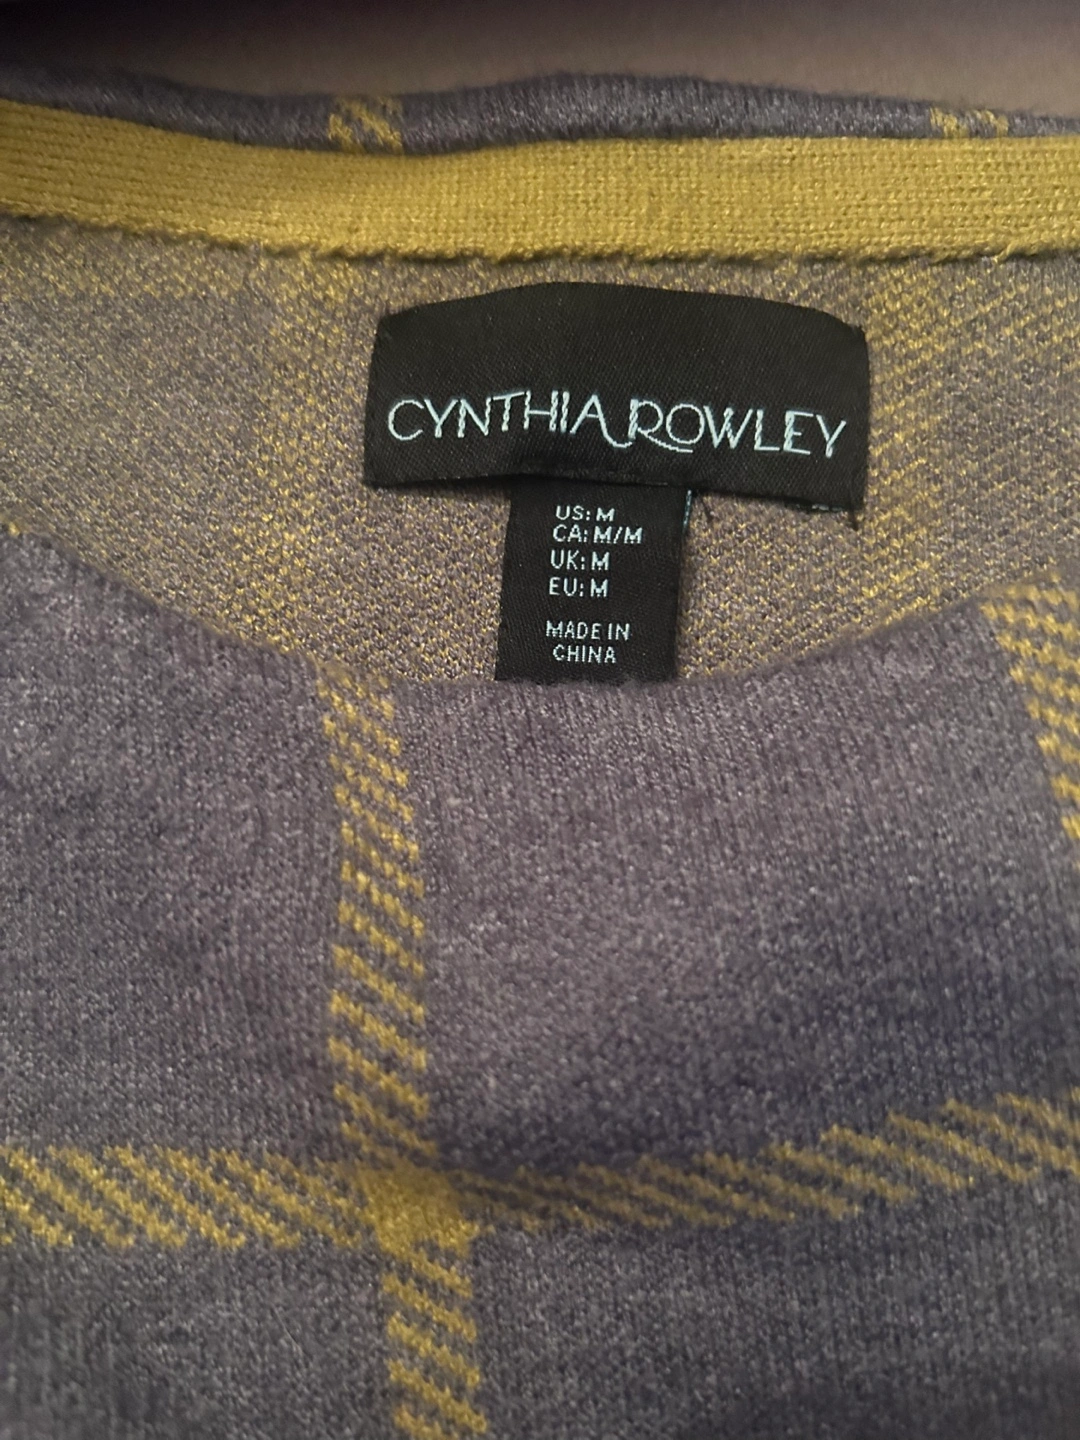 CYNTHIA ROWLEY
US: M
CA: M/M
UK: M
EU: M
MADE IN
CHINA